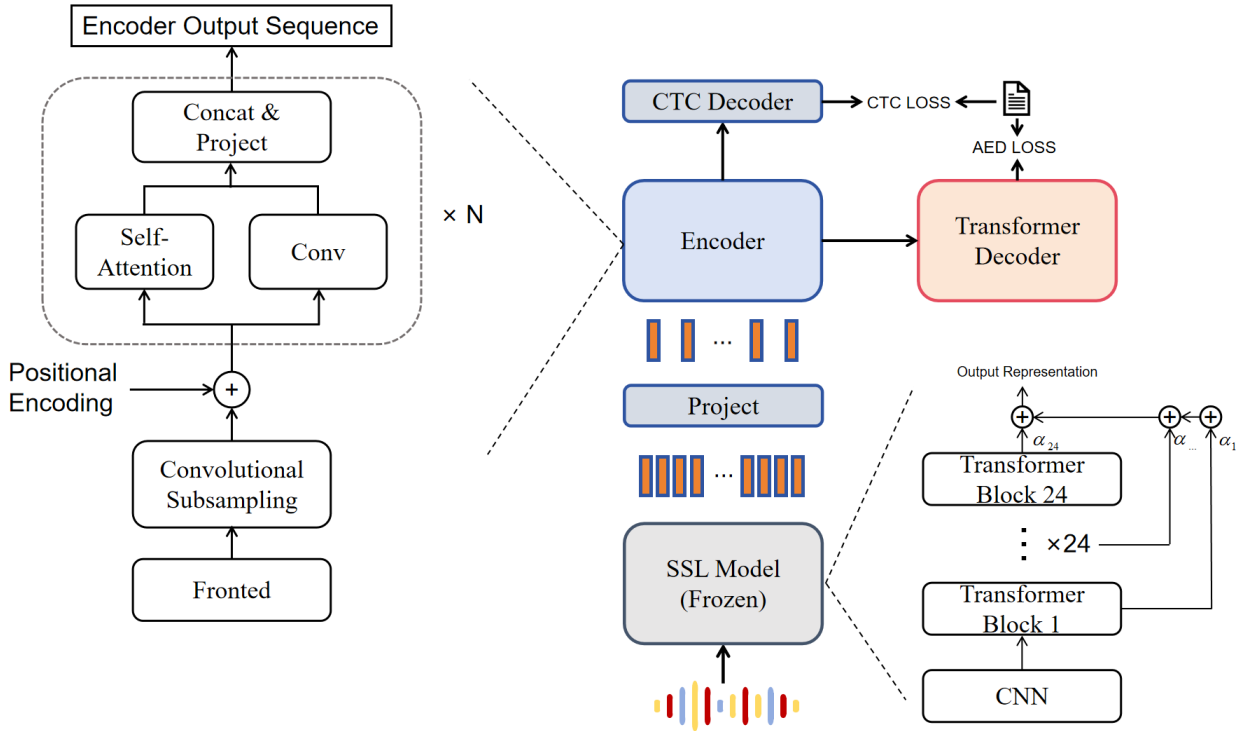 Encoder Output Sequence
Concat &
Project
Self-
Attention
Conv
× N
Positional
Encoding
+
Convolutional
Subsampling
Fronted
CTC Decoder
CTC LOSS
AED LOSS
Encoder
Transformer
Decoder
...
Project
...
SSL Model
(Frozen)
Output Representation
+
+
+
α24
α...
α1
Transformer
Block 24
⋮
×24
Transformer
Block 1
CNN